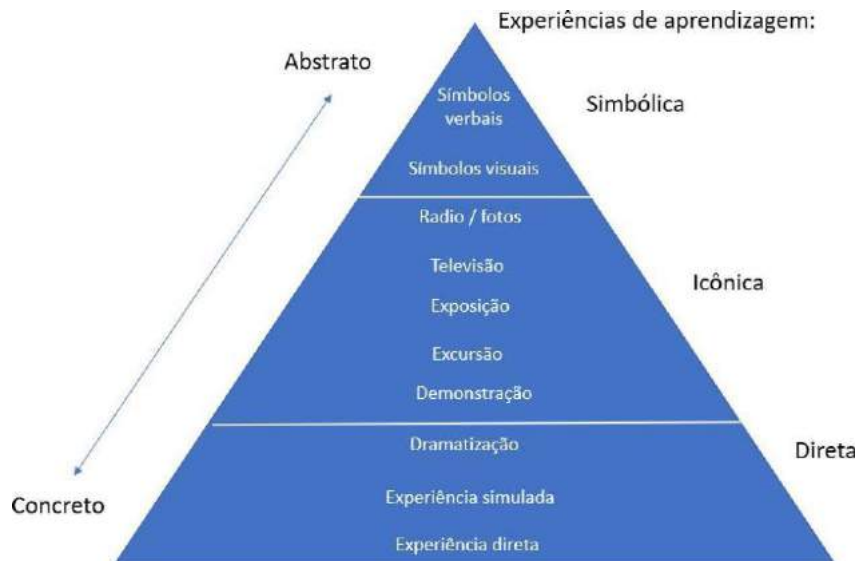 Experiências de aprendizagem:
Abstrato
Símbolos
verbais
Simbólica
Símbolos visuais
Radio / fotos
Televisão
Icônica
Exposição
Excursão
Demonstração
Dramatização
Direta
Concreto
Experiência simulada
Experiência direta